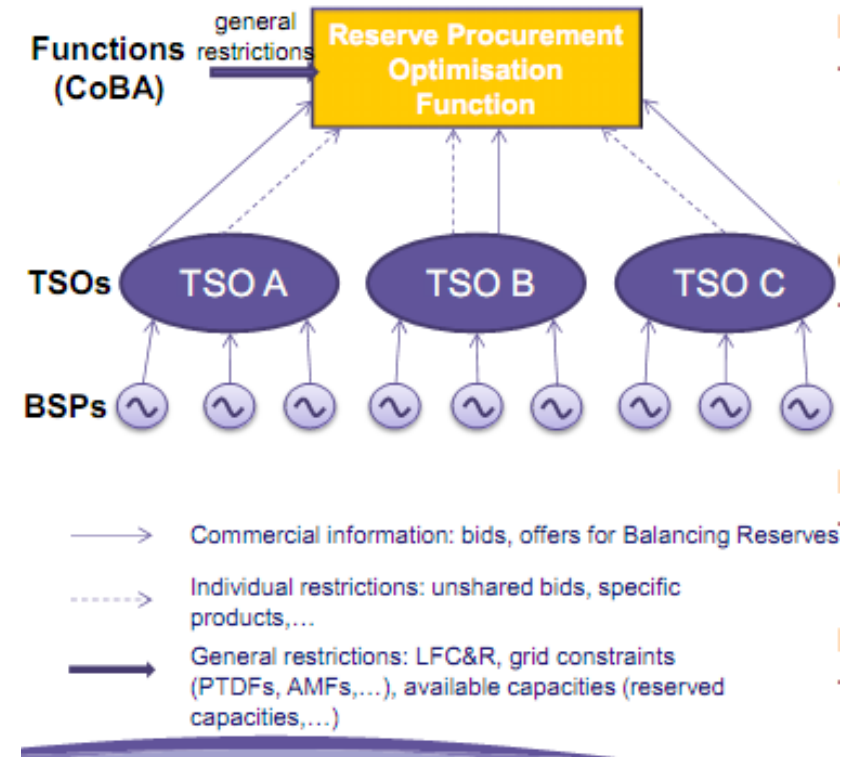 general
restrictions
Functions
(CoBA)
Reserve Procurement
Optimisation
Function
TSOs
TSO A
TSO B
TSO C
BSPs
Commercial information: bids, offers for Balancing Reserves
Individual restrictions: unshared bids, specific
products,…
General restrictions: LFC&R, grid constraints
(PTDFs, AMFs,…), available capacities (reserved
capacities,…)